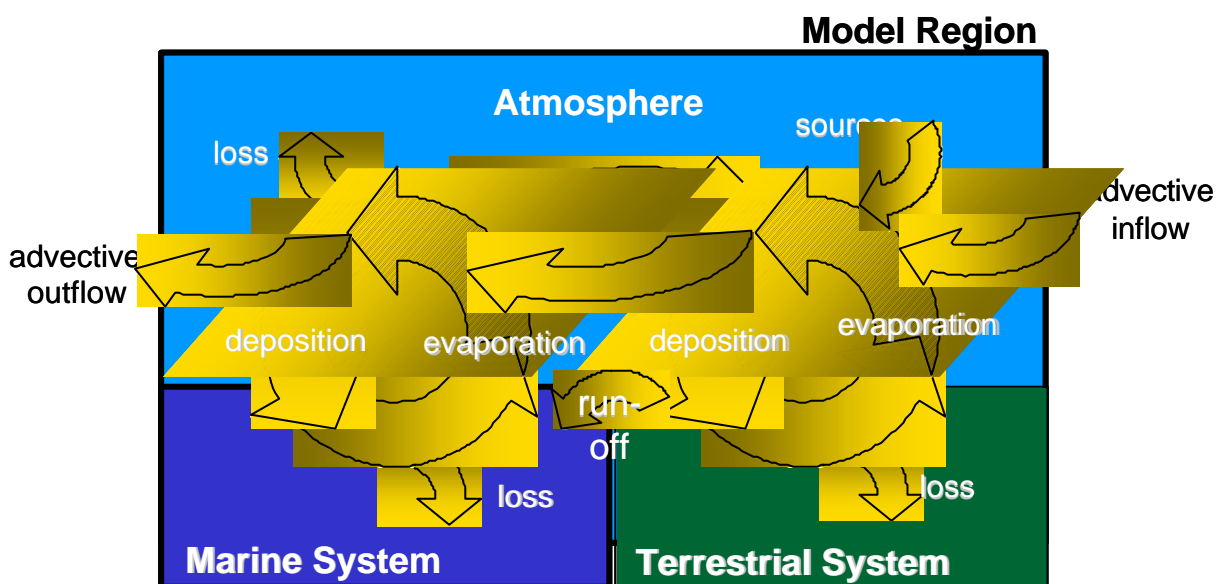 Model Region
Atmosphere
sources
loss
advective
inflow
advective
outflow
deposition
evaporation
deposition
evaporation
run-
off
loss
loss
Marine System
Terrestrial System